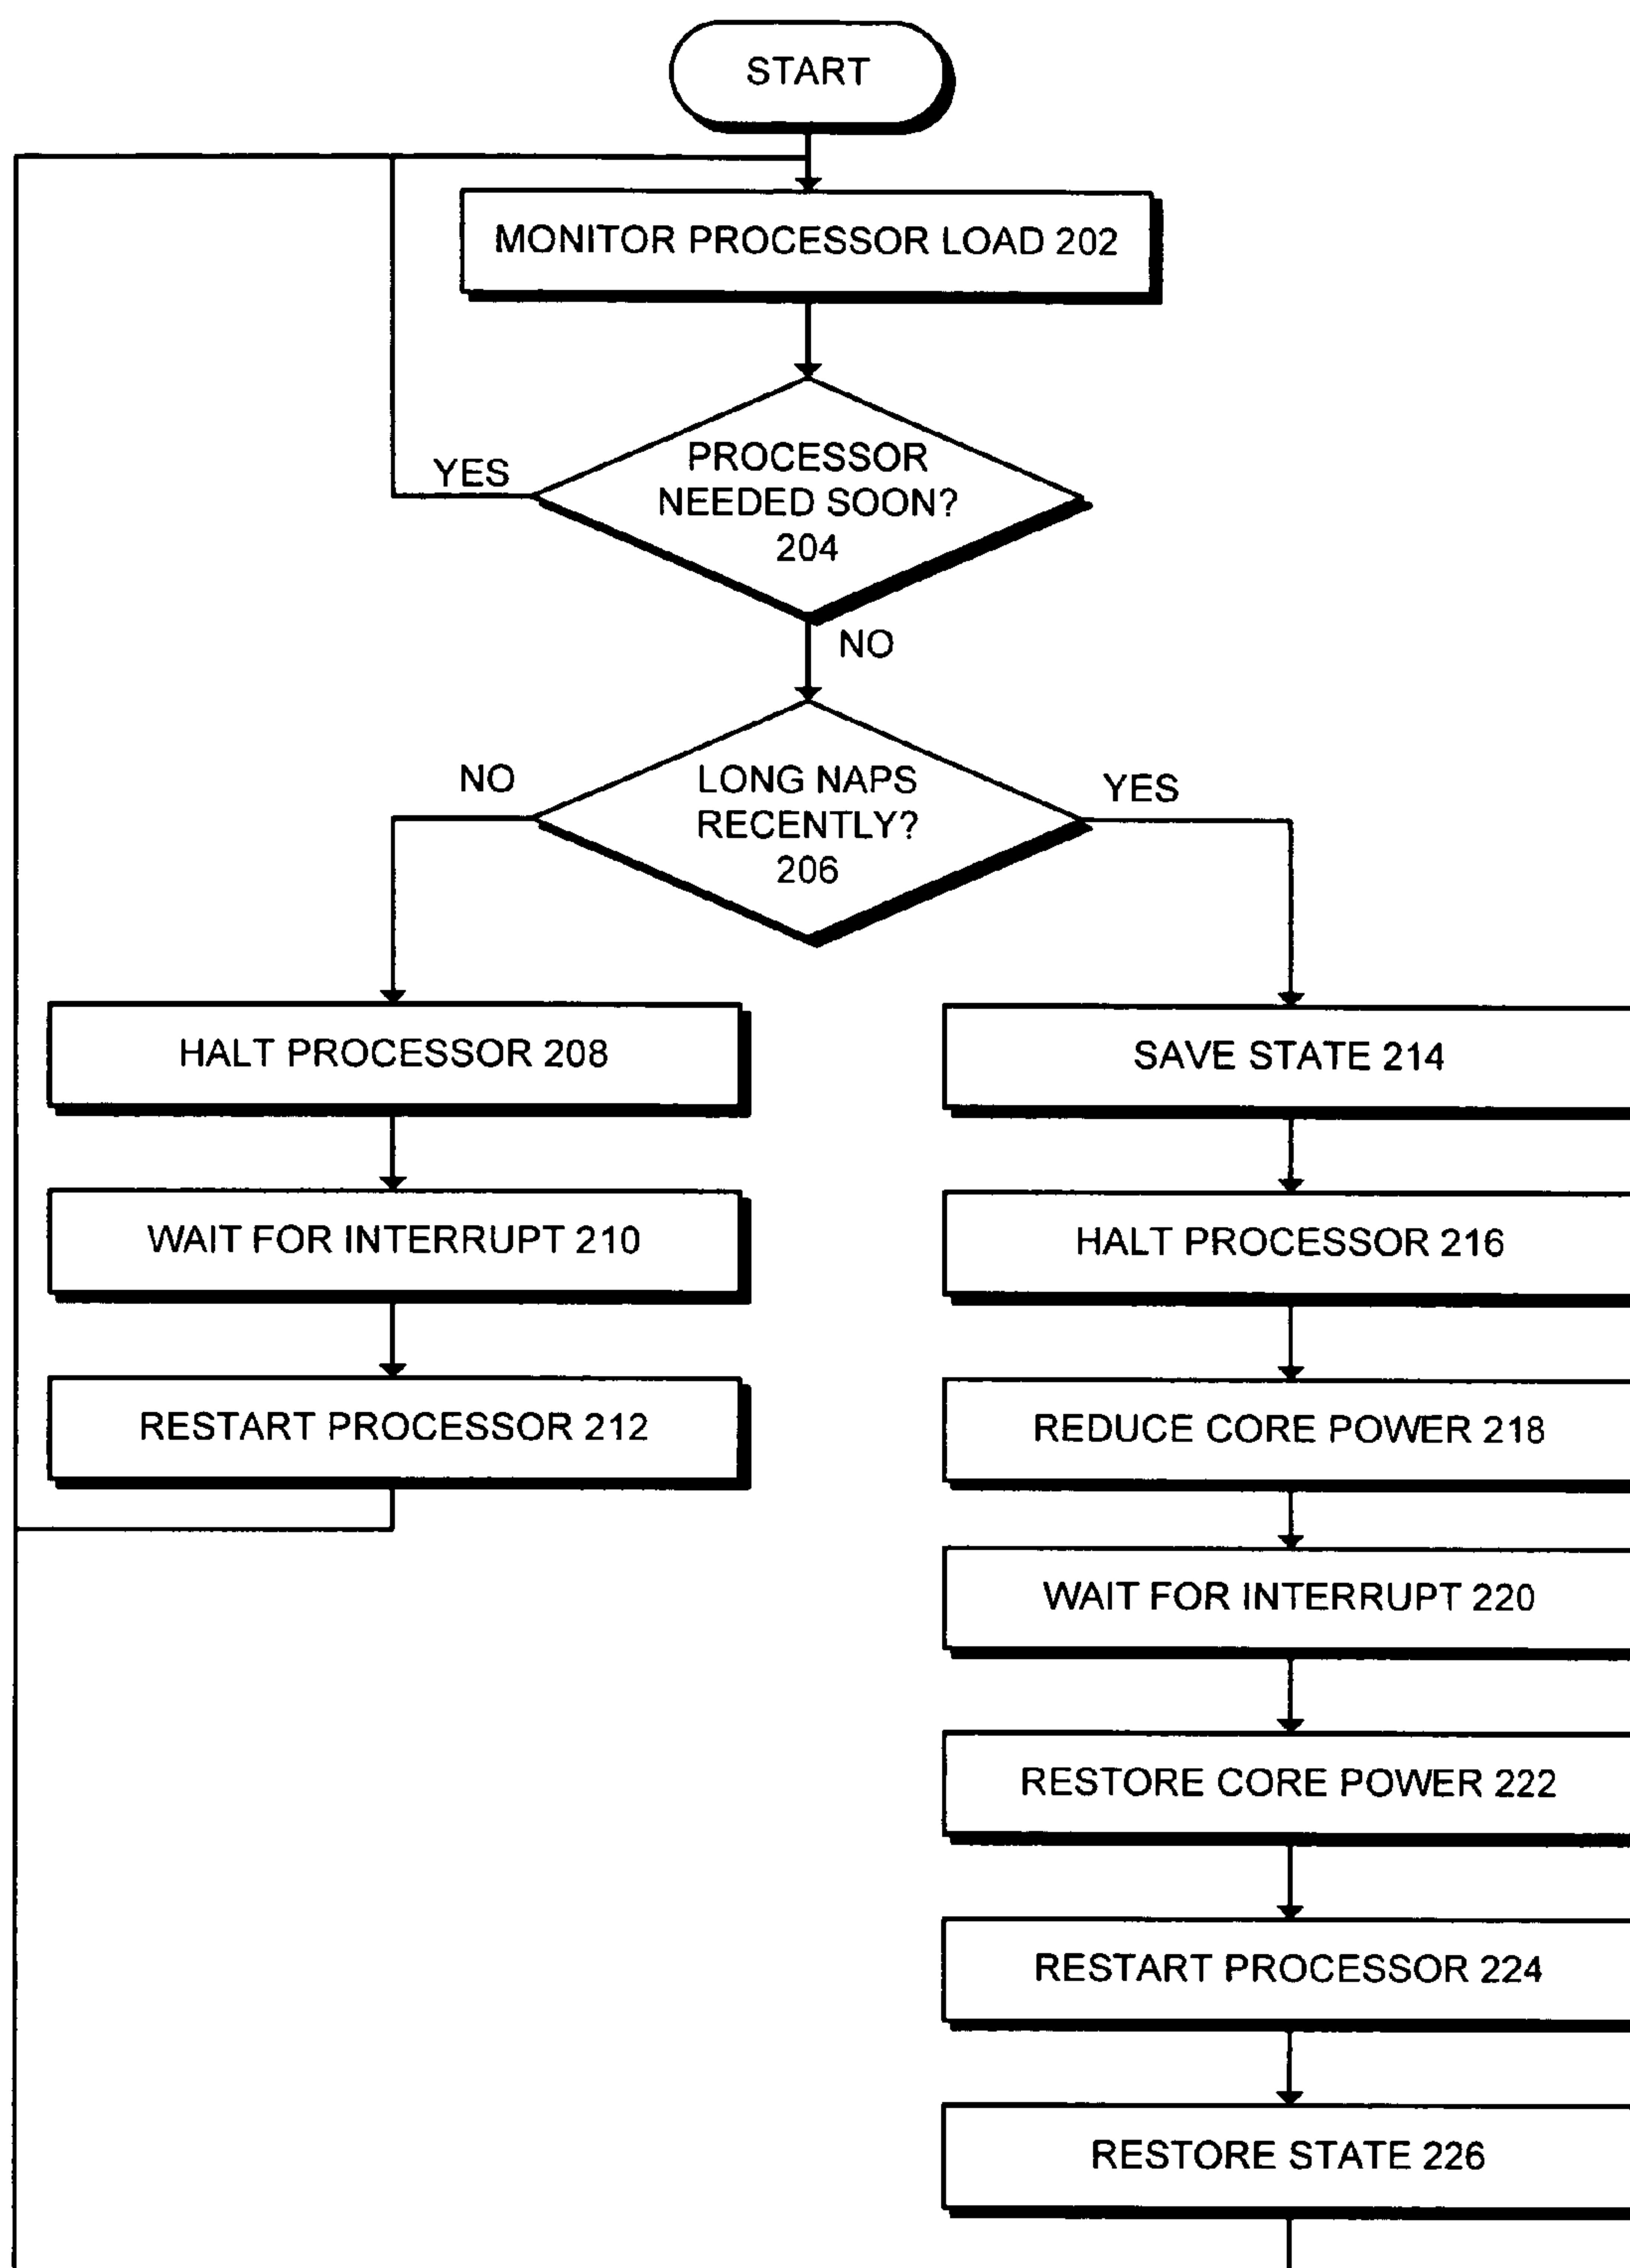 START
MONITOR PROCESSOR LOAD 202
PROCESSOR
NEEDED SOON?
204
YES
NO
LONG NAPS
RECENTLY?
206
NO
YES
HALT PROCESSOR 208
WAIT FOR INTERRUPT 210
RESTART PROCESSOR 212
SAVE STATE 214
HALT PROCESSOR 216
REDUCE CORE POWER 218
WAIT FOR INTERRUPT 220
RESTORE CORE POWER 222
RESTART PROCESSOR 224
RESTORE STATE 226